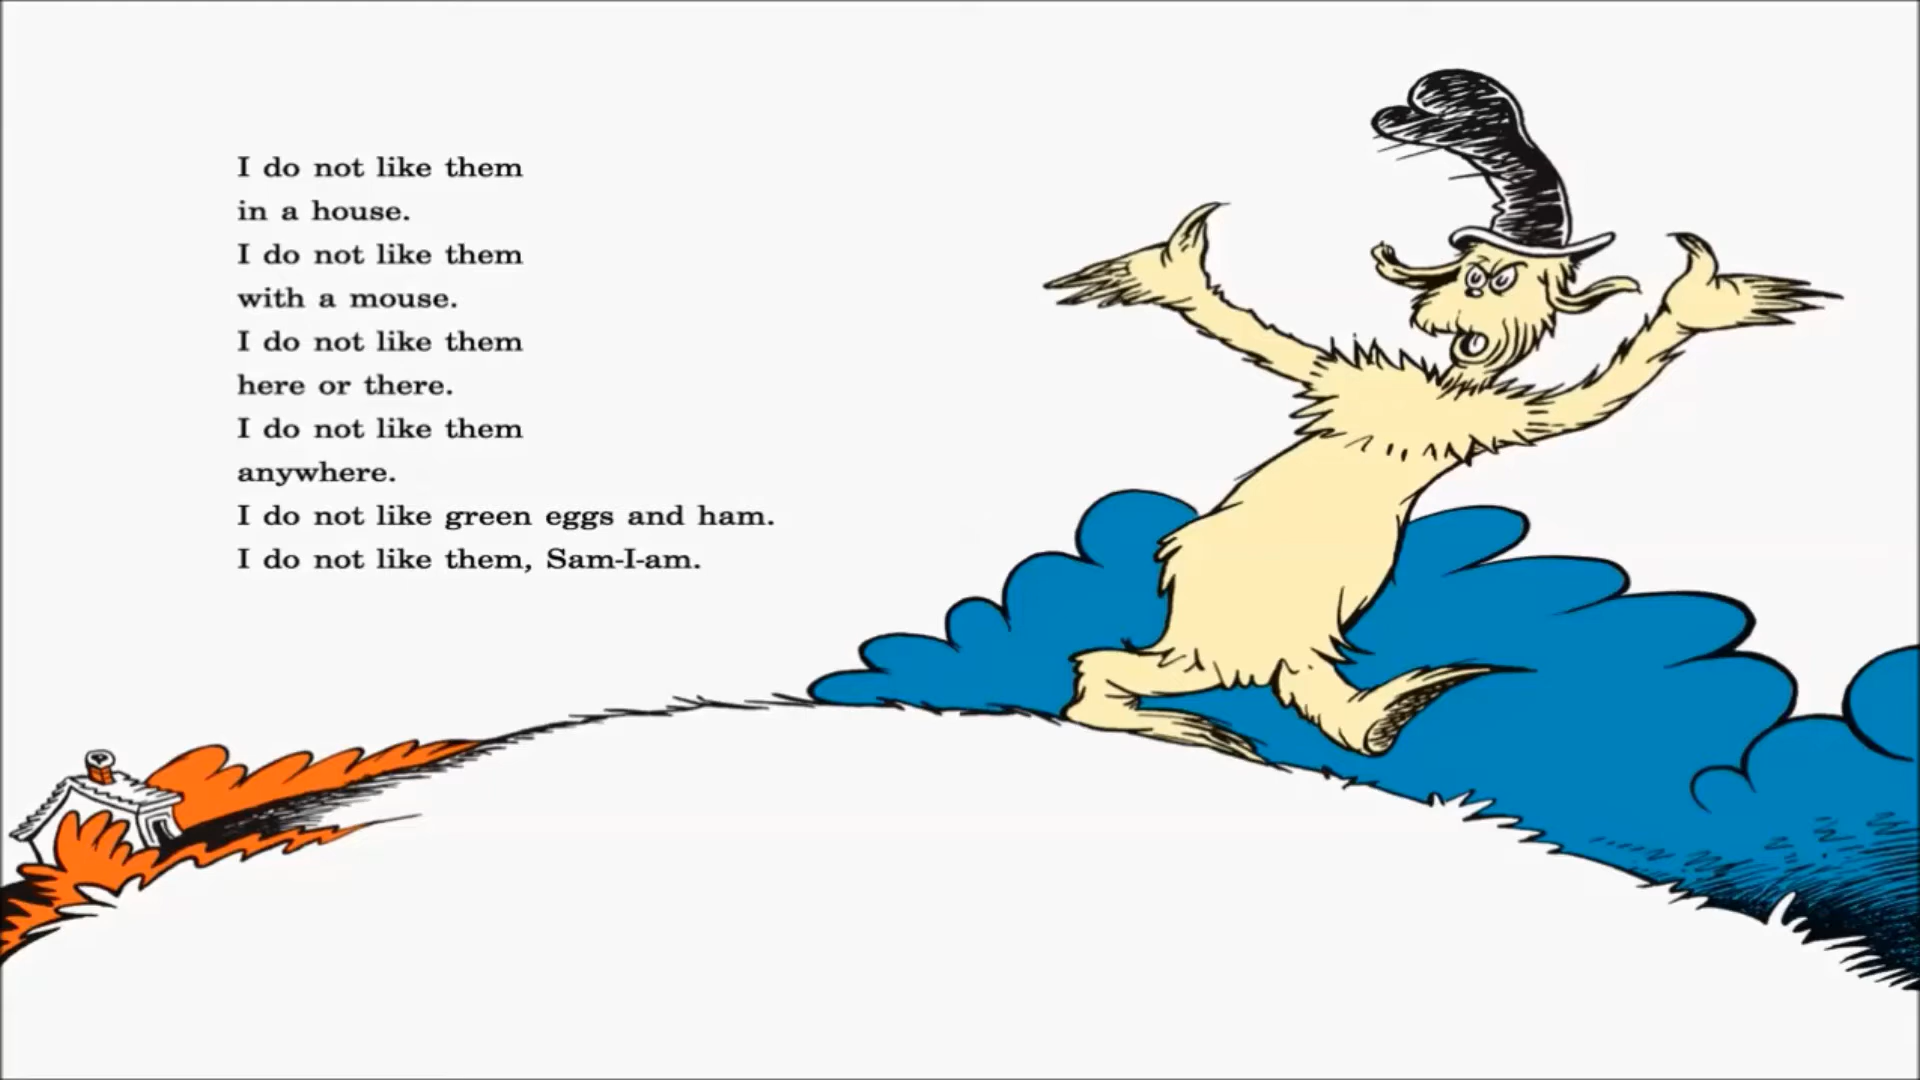 I do not like them
in a house.
I do not like them
with a mouse.
I do not like them
here or there.
I do not like them
anywhere.
I do not like green eggs and ham.
I do not like them, Sam-I-am.